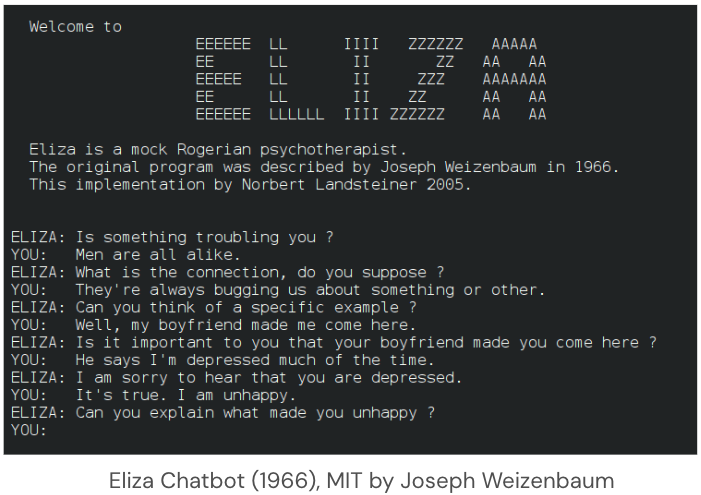 Welcome to
EEEEEE LL IIII ZZZZZZ AAAAA
EE LL II ZZ AA AA
EEEEE LL II ZZZ AAAAAAA
EE LL II ZZ AA AA
EEEEEE LLLLLL IIII ZZZZZZ AA AA
Eliza is a mock Rogerian psychotherapist.
The original program was described by Joseph Weizenbaum in 1966.
This implementation by Norbert Landsteiner 2005.
ELIZA: Is something troubling you ?
YOU: Men are all alike.
ELIZA: What is the connection, do you suppose ?
YOU: They're always bugging us about something or other.
ELIZA: Can you think of a specific example ?
YOU: Well, my boyfriend made me come here.
ELIZA: Is it important to you that your boyfriend made you come here ?
YOU: He says I'm depressed much of the time.
ELIZA: I am sorry to hear that you are depressed.
YOU: It's true. I am unhappy.
ELIZA: Can you explain what made you unhappy ?
YOU:
Eliza Chatbot (1966), MIT by Joseph Weizenbaum